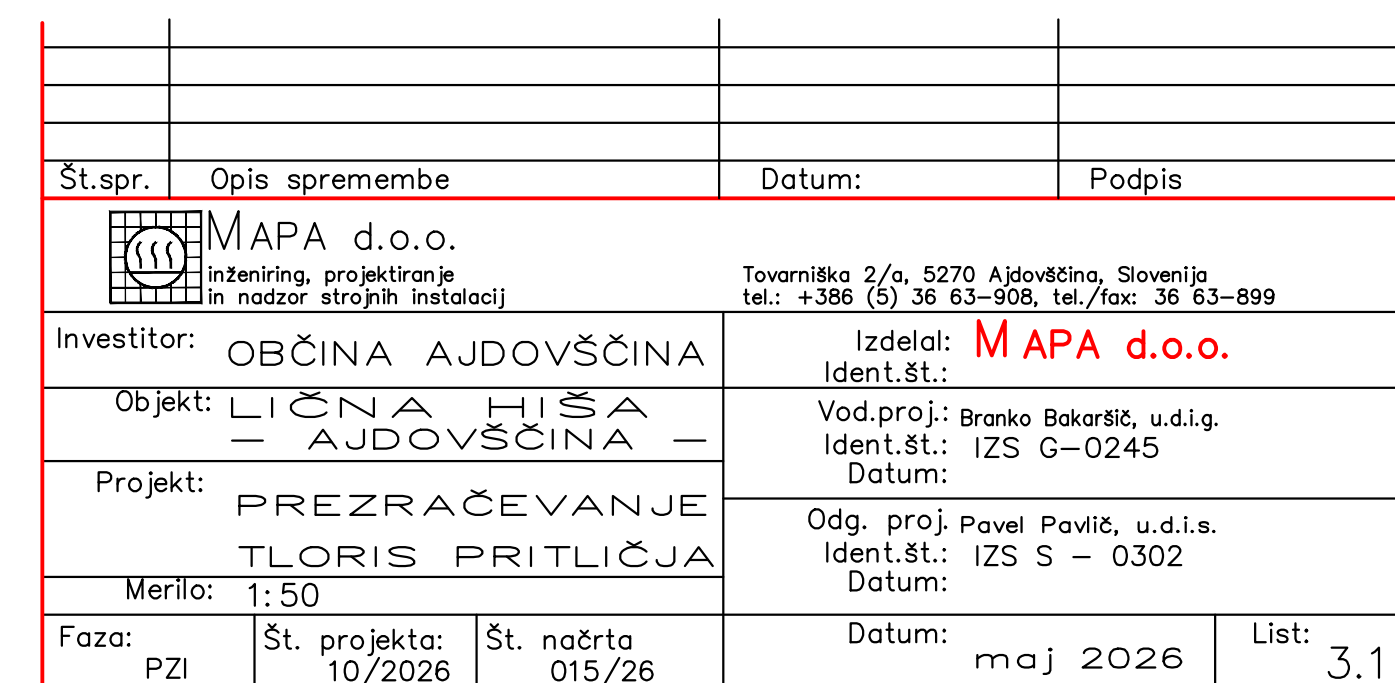 Št.spr. Opis spremembe Datum: Podpis
MAPA d.o.o.
inženiring, projektiranje
in nadzor strojnih instalacij
Tovarniška 2/a, 5270 Ajdovščina, Slovenija
tel.: +386 (5) 36 63-908, tel./fax: 36 63-899
Investitor: OBČINA AJDOVŠČINA
Izdelal: MAPA d.o.o.
Ident.št.:
Objekt: LIČNA HIŠA
- AJDOVŠČINA -
Vod.proj.: Branko Bakaršič, u.d.i.g.
Ident.št.: IZS G-0245
Datum:
Projekt: PREZRAČEVANJE
TLORIS PRITLIČJA
Odg. proj. Pavel Pavlič, u.d.i.s.
Ident.št.: IZS S - 0302
Datum:
Merilo: 1:50
Faza: PZI
Št. projekta: 10/2026
Št. načrta 015/26
Datum: maj 2026
List: 3.1